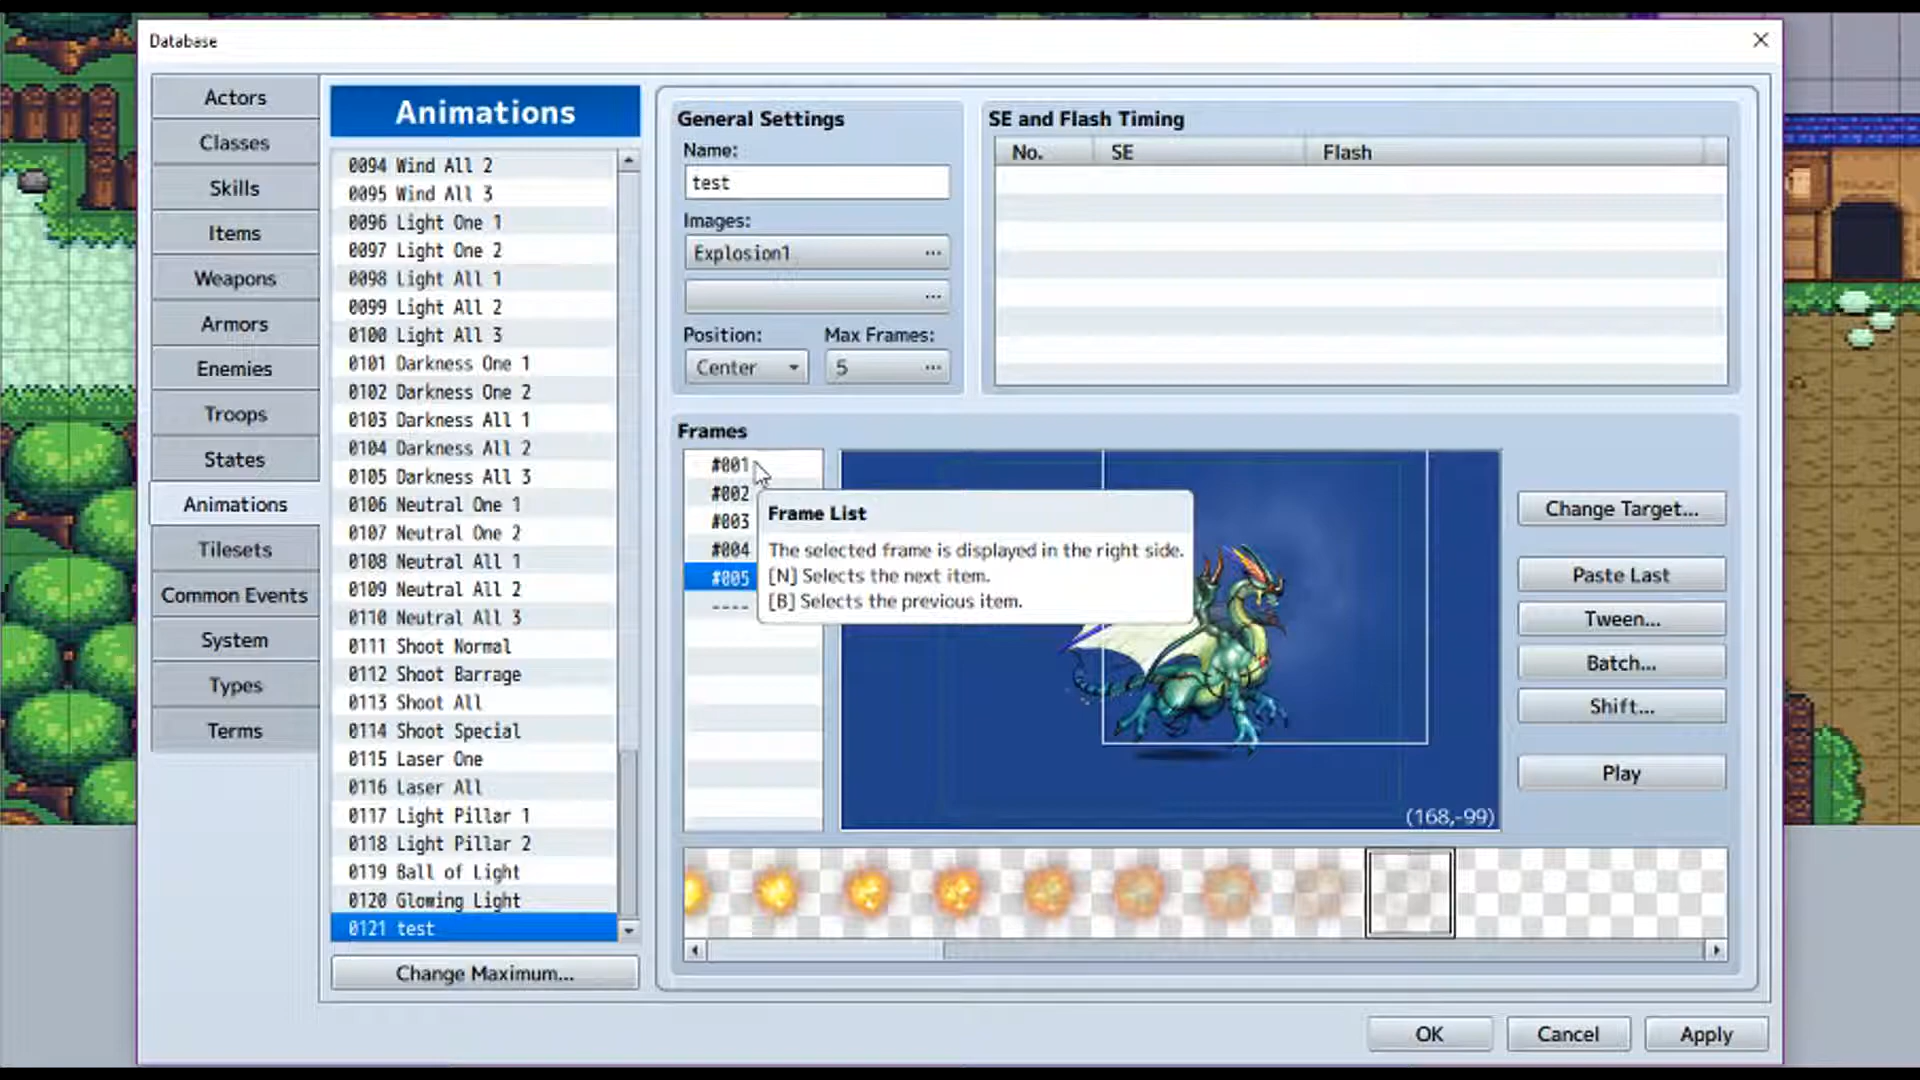 Database
Actors
Classes
Skills
Items
Weapons
Armors
Enemies
Troops
States
Animations
Tilesets
Common Events
System
Types
Terms
Animations
0094 Wind All 2
0095 Wind All 3
0096 Light One 1
0097 Light One 2
0098 Light All 1
0099 Light All 2
0100 Light All 3
0101 Darkness One 1
0102 Darkness One 2
0103 Darkness All 1
0104 Darkness All 2
0105 Darkness All 3
0106 Neutral One 1
0107 Neutral One 2
0108 Neutral All 1
0109 Neutral All 2
0110 Neutral All 3
0111 Shoot Normal
0112 Shoot Barrage
0113 Shoot All
0114 Shoot Special
0115 Laser One
0116 Laser All
0117 Light Pillar 1
0118 Light Pillar 2
0119 Ball of Light
0120 Glowing Light
0121 test
Change Maximum...
General Settings
Name:
test
Images:
Explosion1 ...
...
Position: Max Frames:
Center 5 ...
SE and Flash Timing
No. SE Flash
Frames
#001
#002
#003
#004
#005
----
Frame List
The selected frame is displayed in the right side.
[N] Selects the next item.
[B] Selects the previous item.
(168,-99)
Change Target...
Paste Last
Tween...
Batch...
Shift...
Play
OK Cancel Apply